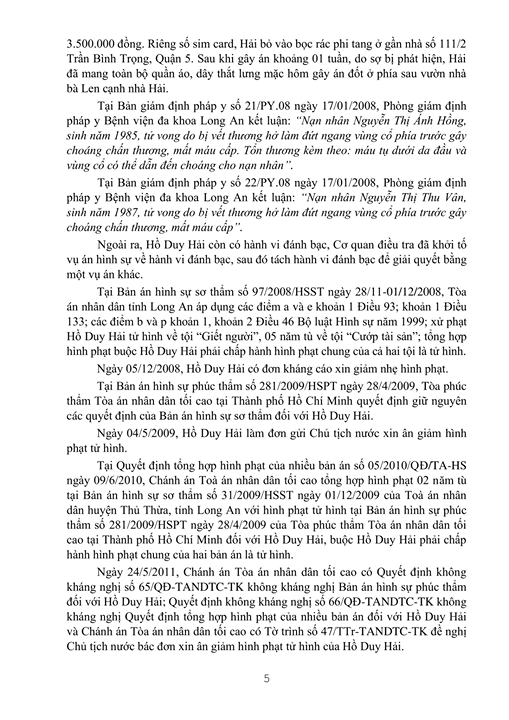 3.500.000 đồng. Riêng số sim card, Hải bỏ vào bọc rác phi tang ở gần nhà số 111/2
Trần Bình Trọng, Quận 5. Sau khi gây án khoảng 01 tuần, do sợ bị phát hiện, Hải
đã mang toàn bộ quần áo, dây thắt lưng mặc hôm gây án đốt ở phía sau vườn nhà
bà Len cạnh nhà Hải.
Tại Bản giám định pháp y số 21/PY.08 ngày 17/01/2008, Phòng giám định
pháp y Bệnh viện đa khoa Long An kết luận: “Nạn nhân Nguyễn Thị Ánh Hồng,
sinh năm 1985, tử vong do bị vết thương hở làm đứt ngang vùng cổ phía trước gây
choáng chấn thương, mất máu cấp. Tổn thương kèm theo: máu tụ dưới da đầu và
vùng cổ có thể dẫn đến choáng cho nạn nhân”.
Tại Bản giám định pháp y số 22/PY.08 ngày 17/01/2008, Phòng giám định
pháp y Bệnh viện đa khoa Long An kết luận: “Nạn nhân Nguyễn Thị Thu Vân,
sinh năm 1987, tử vong do bị vết thương hở làm đứt ngang vùng cổ phía trước gây
choáng chấn thương, mất máu cấp”.
Ngoài ra, Hồ Duy Hải còn có hành vi đánh bạc, Cơ quan điều tra đã khởi tố
vụ án hình sự về hành vi đánh bạc, sau đó tách hành vi đánh bạc để giải quyết bằng
một vụ án khác.
Tại Bản án hình sự sơ thẩm số 97/2008/HSST ngày 28/11-01/12/2008, Tòa
án nhân dân tỉnh Long An áp dụng các điểm a và e khoản 1 Điều 93; khoản 1 Điều
133; các điểm b và p khoản 1, khoản 2 Điều 46 Bộ luật Hình sự năm 1999; xử phạt
Hồ Duy Hải tử hình về tội “Giết người”, 05 năm tù về tội “Cướp tài sản”; tổng hợp
hình phạt buộc Hồ Duy Hải phải chấp hành hình phạt chung của cả hai tội là tử hình.
Ngày 05/12/2008, Hồ Duy Hải có đơn kháng cáo xin giảm nhẹ hình phạt.
Tại Bản án hình sự phúc thẩm số 281/2009/HSPT ngày 28/4/2009, Tòa phúc
thẩm Tòa án nhân dân tối cao tại Thành phố Hồ Chí Minh quyết định giữ nguyên
các quyết định của Bản án hình sự sơ thẩm đối với Hồ Duy Hải.
Ngày 04/5/2009, Hồ Duy Hải làm đơn gửi Chủ tịch nước xin ân giảm hình
phạt tử hình.
Tại Quyết định tổng hợp hình phạt của nhiều bản án số 05/2010/QĐ/TA-HS
ngày 09/6/2010, Chánh án Toà án nhân dân tối cao tổng hợp hình phạt 02 năm tù
tại Bản án hình sự sơ thẩm số 31/2009/HSST ngày 01/12/2009 của Toà án nhân
dân huyện Thủ Thừa, tỉnh Long An với hình phạt tử hình tại Bản án hình sự phúc
thẩm số 281/2009/HSPT ngày 28/4/2009 của Tòa phúc thẩm Tòa án nhân dân tối
cao tại Thành phố Hồ Chí Minh đối với Hồ Duy Hải, buộc Hồ Duy Hải phải chấp
hành hình phạt chung của hai bản án là tử hình.
Ngày 24/5/2011, Chánh án Tòa án nhân dân tối cao có Quyết định không
kháng nghị số 65/QĐ-TANDTC-TK không kháng nghị Bản án hình sự phúc thẩm
đối với Hồ Duy Hải; Quyết định không kháng nghị số 66/QĐ-TANDTC-TK không
kháng nghị Quyết định tổng hợp hình phạt của nhiều bản án đối với Hồ Duy Hải
và Chánh án Tòa án nhân dân tối cao có Tờ trình số 47/TTr-TANDTC-TK đề nghị
Chủ tịch nước bác đơn xin ân giảm hình phạt tử hình của Hồ Duy Hải.
5